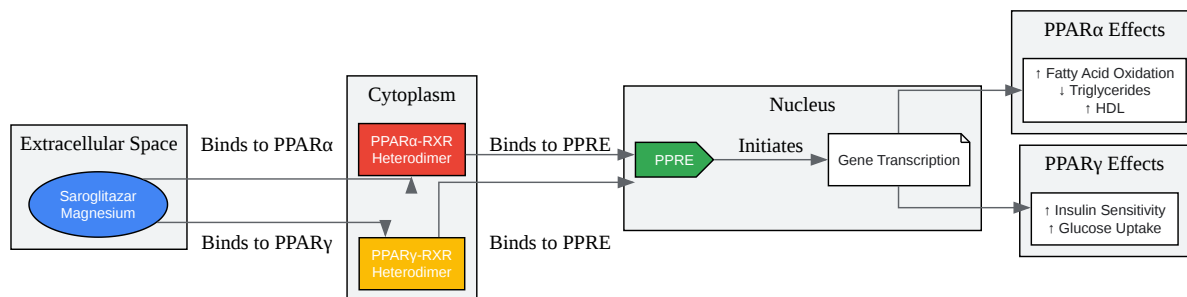 Extracellular Space
Saroglitazar
Magnesium
Binds to PPARα
Binds to PPARγ
Cytoplasm
PPARα-RXR
Heterodimer
PPARγ-RXR
Heterodimer
Binds to PPRE
Binds to PPRE
Nucleus
PPRE
Initiates
Gene Transcription
PPARα Effects
↑ Fatty Acid Oxidation
↓ Triglycerides
↑ HDL
PPARγ Effects
↑ Insulin Sensitivity
↑ Glucose Uptake